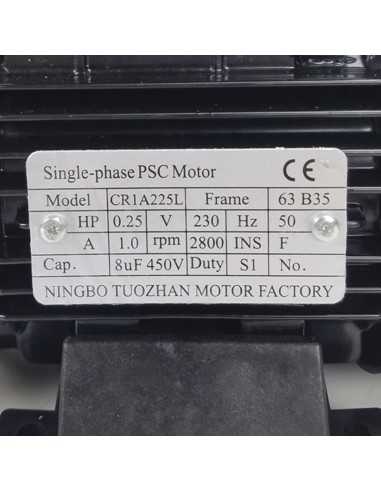 Single-phase PSC Motor CE
Model CR1A225L Frame 63 B35
HP 0.25 V 230 Hz 50
A 1.0 rpm 2800 INS F
Cap. 8uF 450V Duty S1 No.
NINGBO TUOZHAN MOTOR FACTORY